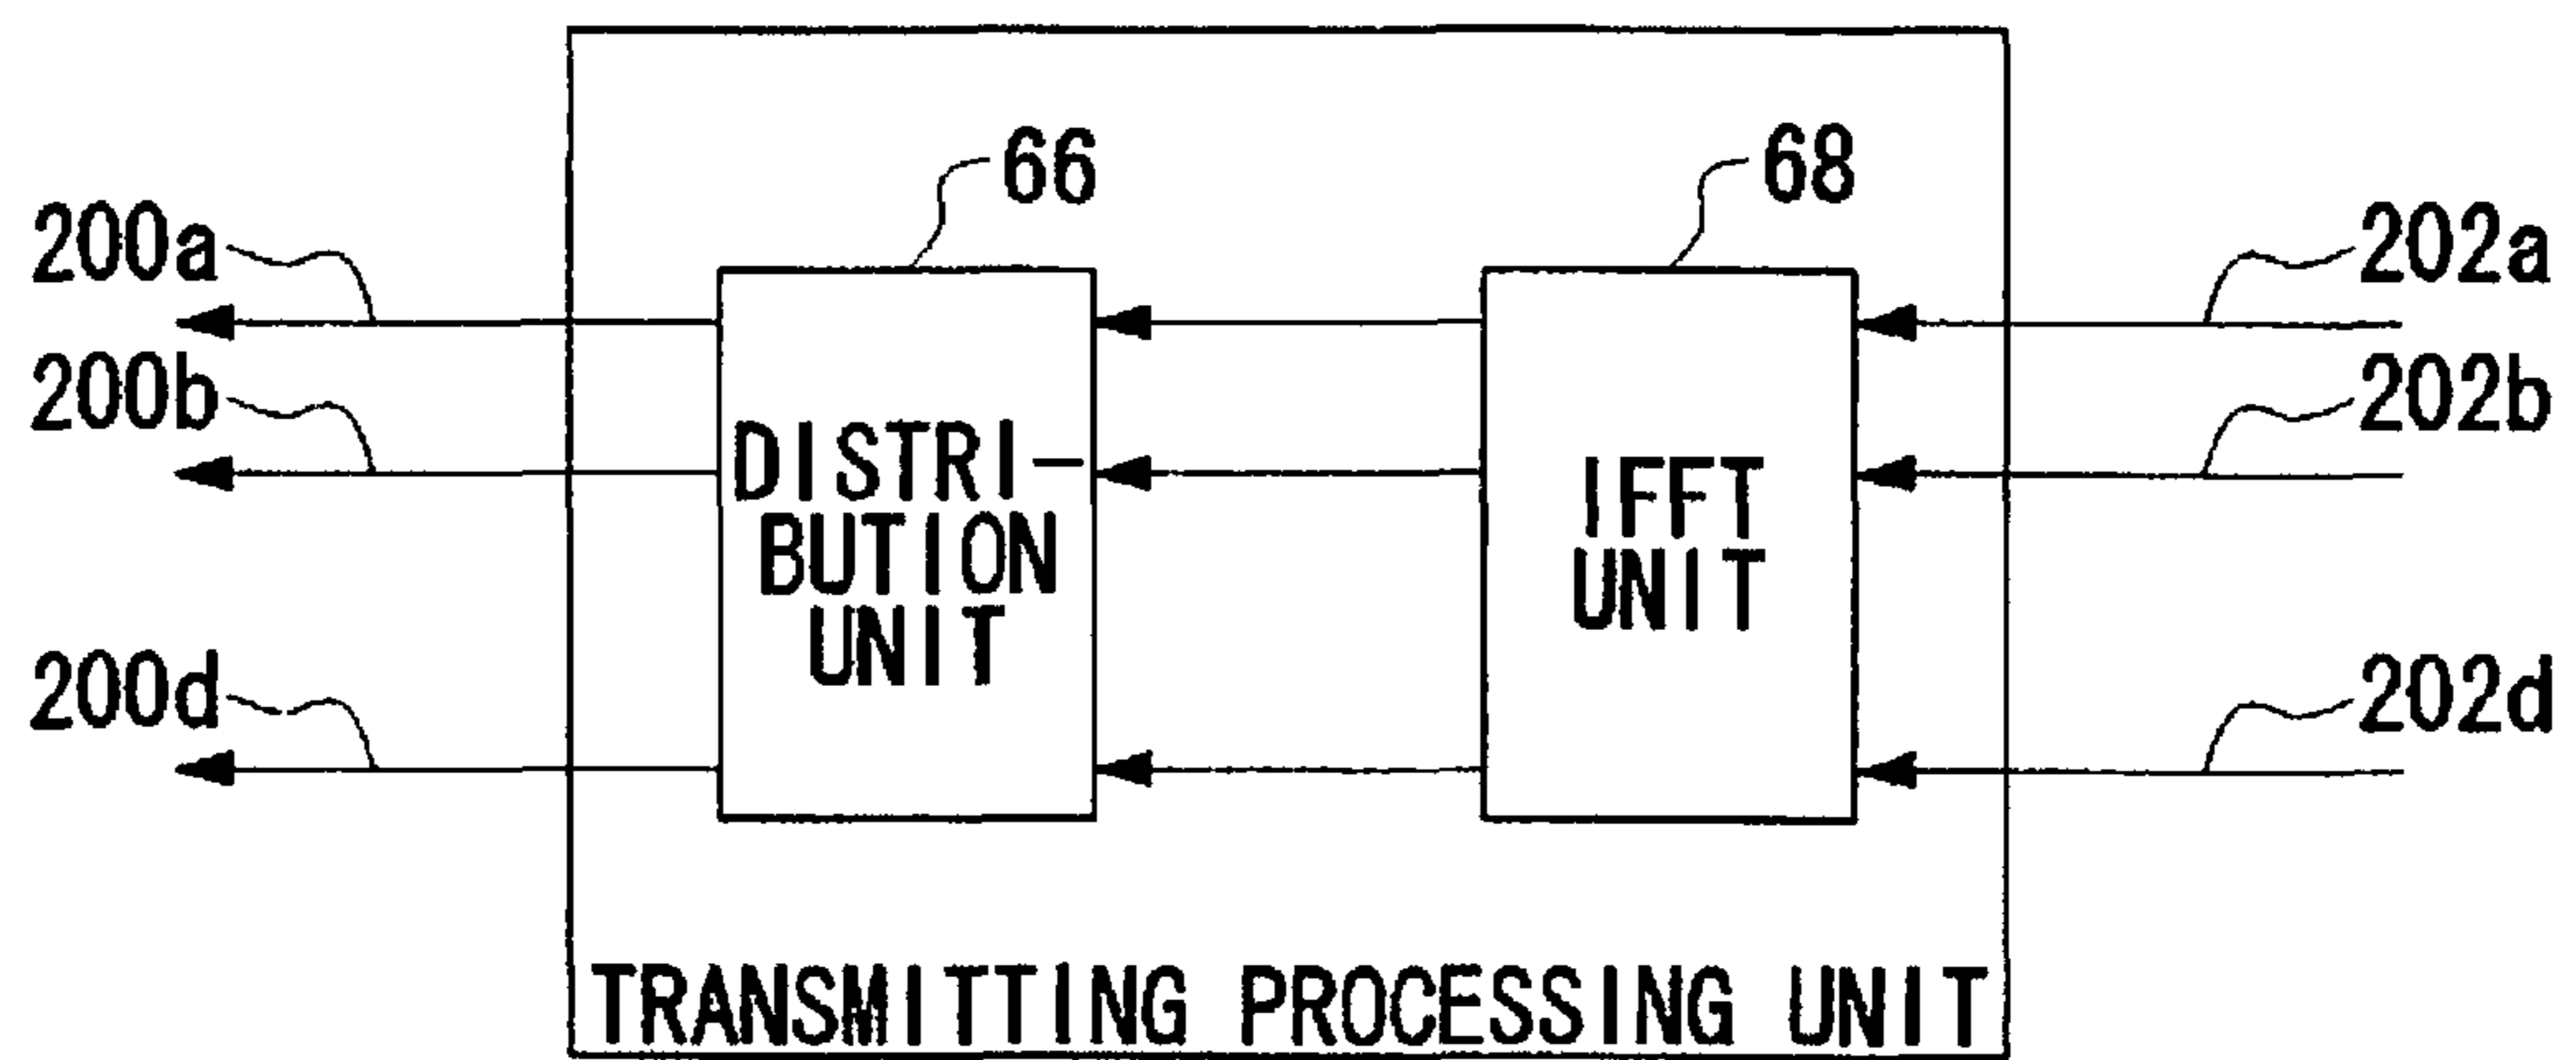 66
68
200a
202a
200b
202b
DISTRI-
BUTION
UNIT
IFFT
UNIT
200d
202d
TRANSMITTING PROCESSING UNIT